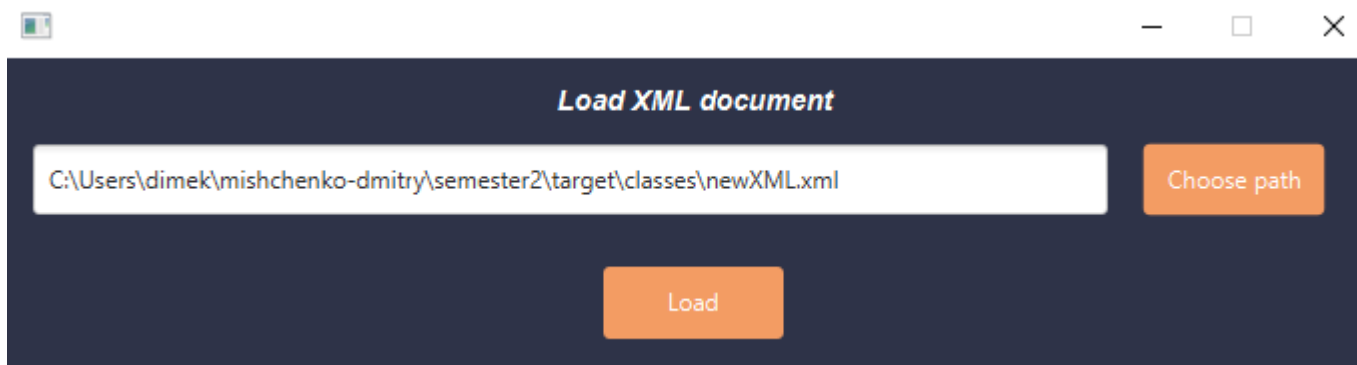 Load XML document
C:\Users\dimek\mishchenko-dmitry\semester2\target\classes\newXML.xml
Choose path
Load